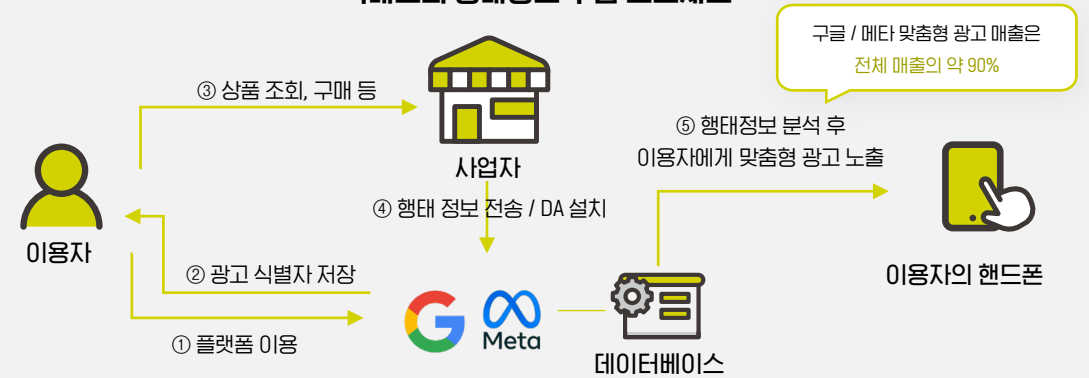 구글 / 메타 맞춤형 광고 매출은
전체 매출의 약 90%
③ 상품 조회, 구매 등
⑤ 행태정보 분석 후
이용자에게 맞춤형 광고 노출
사업자
④ 행태 정보 전송 / DA 설치
이용자
② 광고 식별자 저장
이용자의 핸드폰
Meta
① 플랫폼 이용
데이터베이스